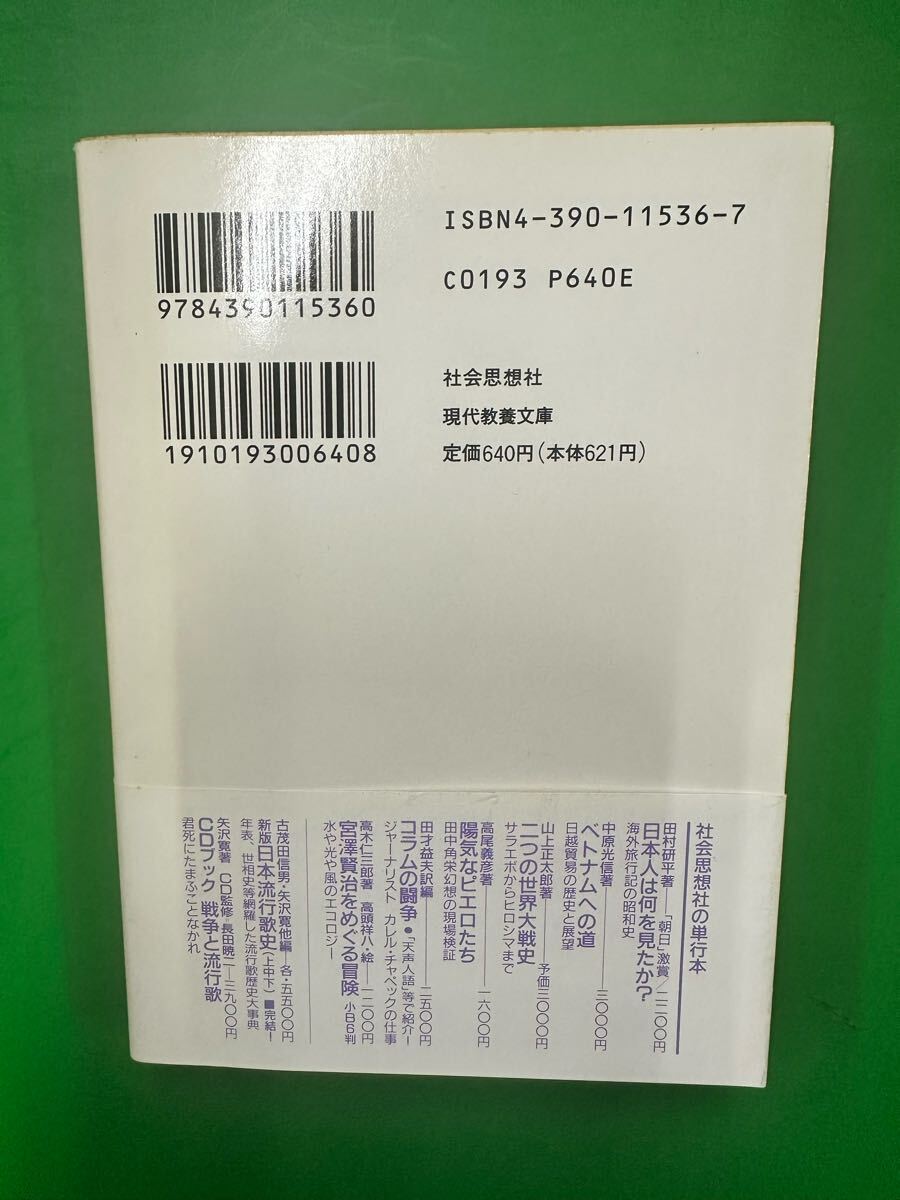 ISBN4-390-11536-7
C0193 P640E
9784390115360
1910193006408
社会思想社
現代教養文庫
定価640円(本体621円)
社会思想社の単行本
田村研平著──「朝日」激賞/二二〇〇円
日本人は何を見たか?
海外旅行記の昭和史
中原光信著────三〇〇〇円
ベトナムへの道
日越貿易の歴史と展望
山上正太郎著──予価三〇〇〇円
二つの世界大戦史
サラエボからヒロシマまで
高尾義彦著────一六〇〇円
陽気なピエロたち
田中角栄幻想の現場検証
田才益夫訳編────二五〇〇円
コラムの闘争●「天声人語」等で紹介!
ジャーナリスト カレル・チャペックの仕事
高木仁三郎著 高頭祥八・絵──一二〇〇円
宮澤賢治をめぐる冒険 小B6判
水や光や風のエコロジー
古茂田信男・矢沢寛他編──各・五五〇〇円
新版日本流行歌史(上中下)■完結!
年表、世相史等網羅した流行歌歴史大事典
矢沢寛著 CD監修=長田暁二──三九〇〇円
CDブック 戦争と流行歌
君死にたまふことなかれ